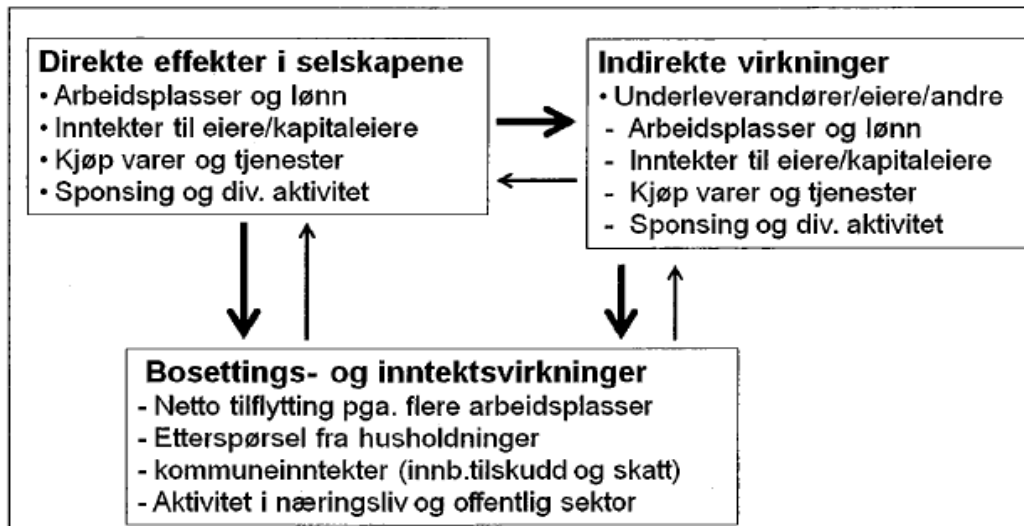 Direkte effekter i selskapene
• Arbeidsplasser og lønn
• Inntekter til eiere/kapitaleiere
• Kjøp varer og tjenester
• Sponsing og div. aktivitet
Indirekte virkninger
• Underleverandører/eiere/andre
- Arbeidsplasser og lønn
- Inntekter til eiere/kapitaleiere
- Kjøp varer og tjenester
- Sponsing og div. aktivitet
Bosettings- og inntektsvirkninger
- Netto tilflytting pga. flere arbeidsplasser
- Etterspørsel fra husholdninger
- kommuneinntekter (innb.tilskudd og skatt)
- Aktivitet i næringsliv og offentlig sektor